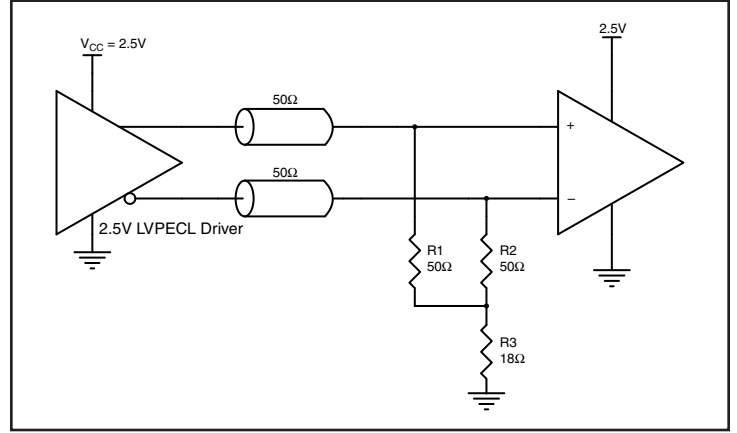 V_CC = 2.5V
2.5V
50Ω
+
50Ω
−
2.5V LVPECL Driver
R1
50Ω
R2
50Ω
R3
18Ω